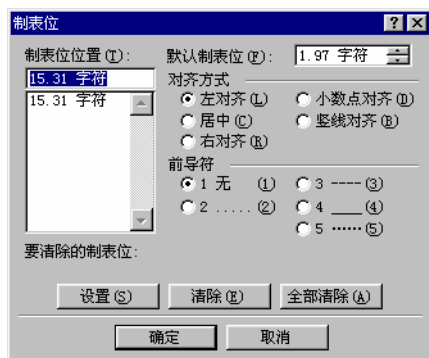 制表位
制表位位置(T):
默认制表位(F):
1.97 字符
15.31 字符
15.31 字符
对齐方式
左对齐(L)
小数点对齐(D)
居中(C)
竖线对齐(B)
右对齐(R)
前导符
1 无 (1)
3 ----(3)
2 .....(2)
4 ___(4)
5 ······(5)
要清除的制表位:
设置(S)
清除(E)
全部清除(A)
确定
取消